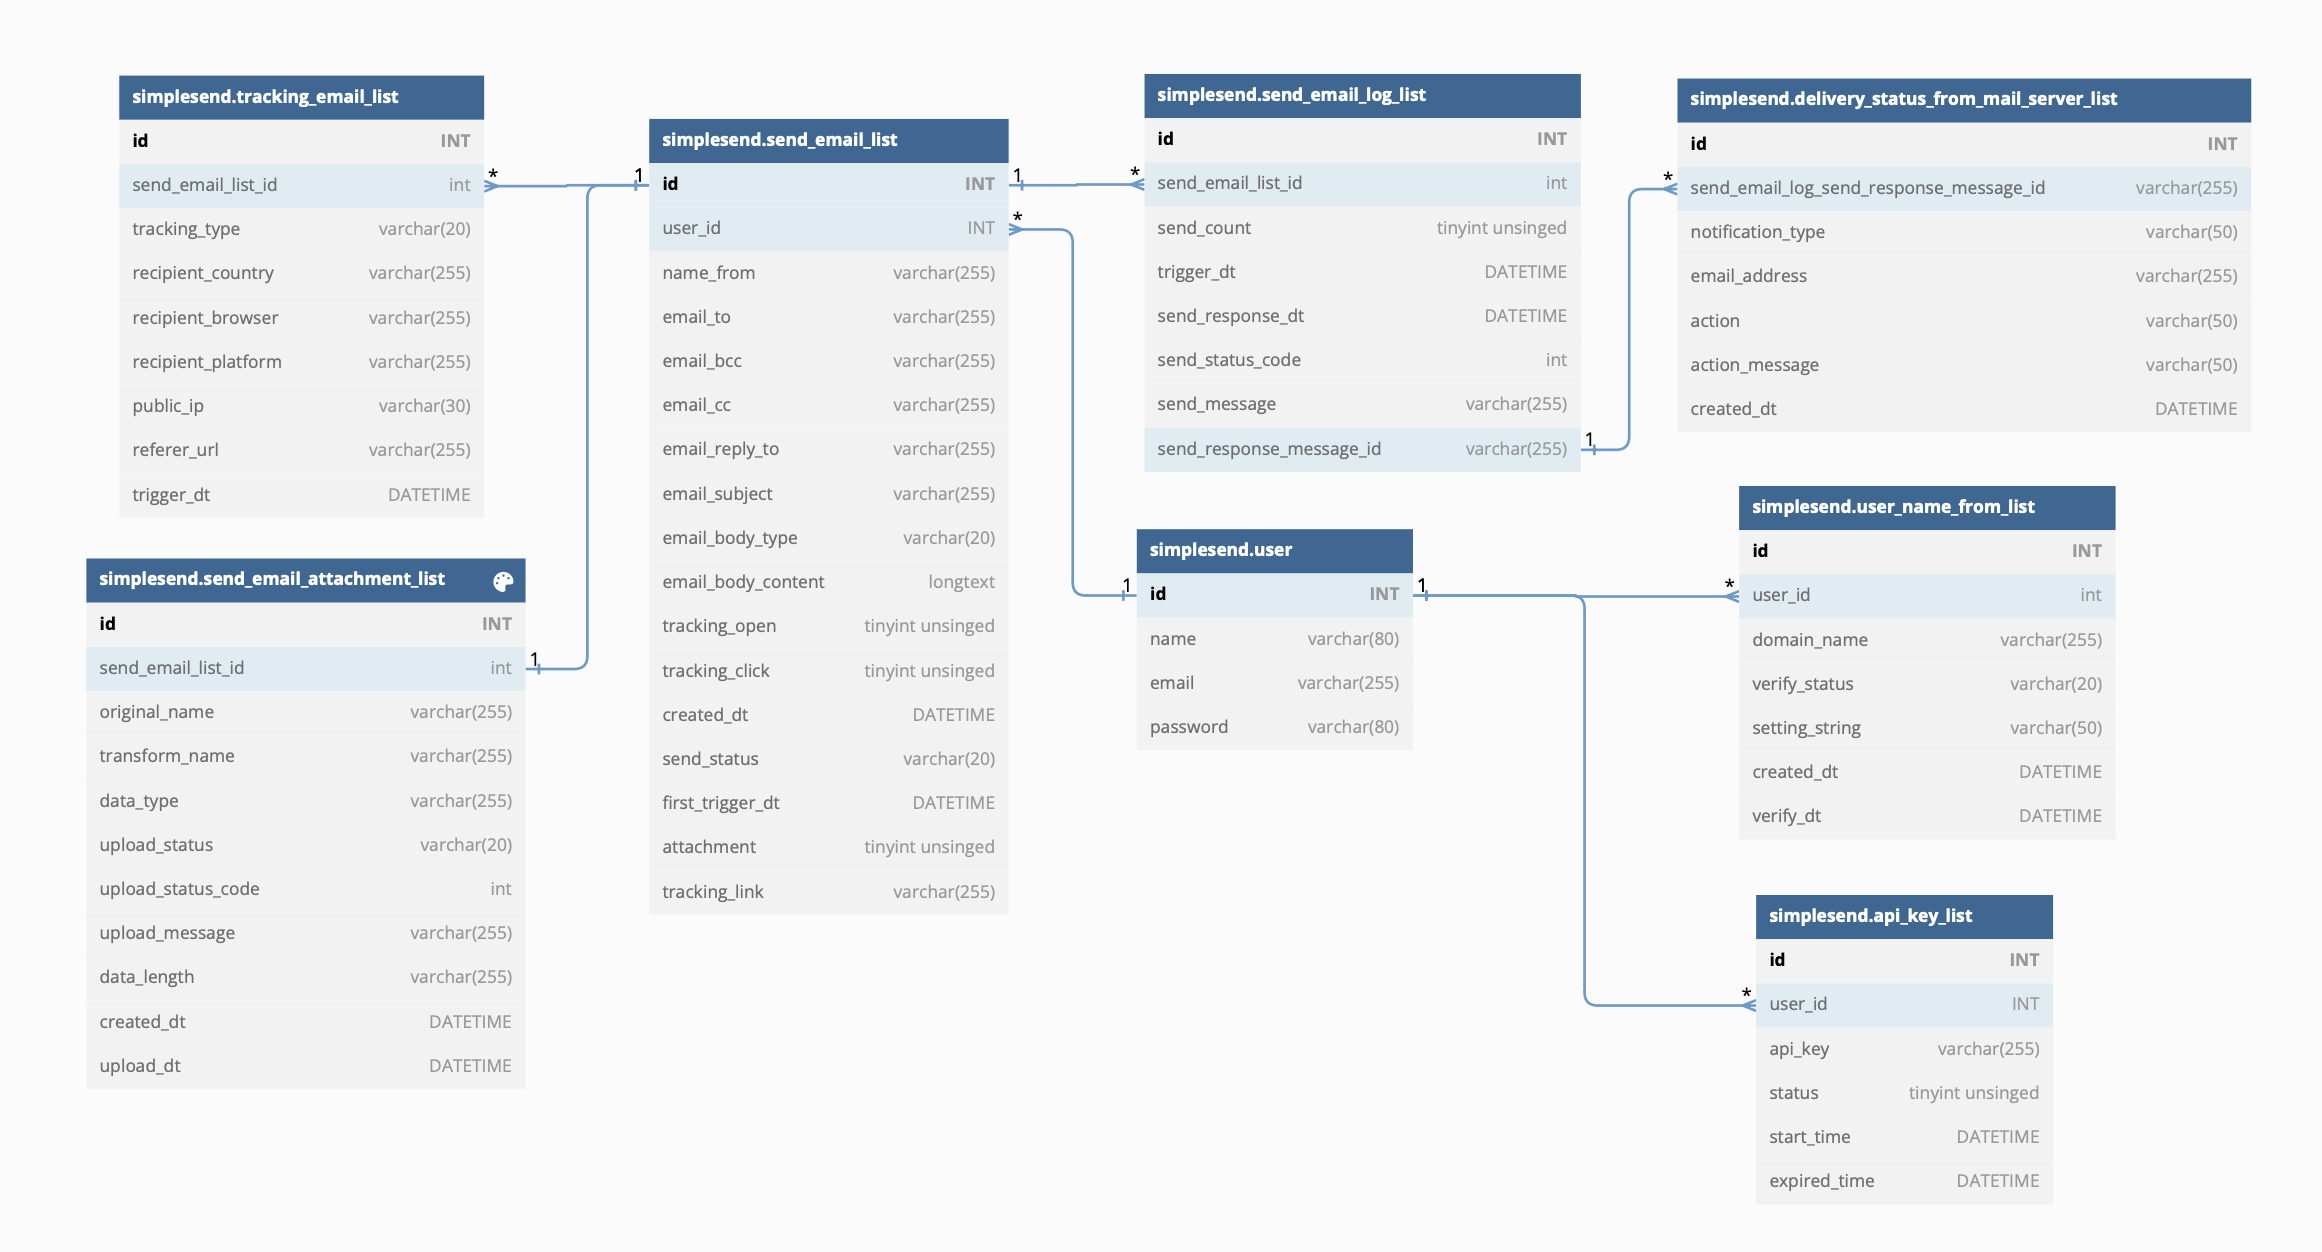 simplesend.tracking_email_list
id INT
send_email_list_id int
tracking_type varchar(20)
recipient_country varchar(255)
recipient_browser varchar(255)
recipient_platform varchar(255)
public_ip varchar(30)
referer_url varchar(255)
trigger_dt DATETIME
*
1
simplesend.send_email_attachment_list
id INT
send_email_list_id int
original_name varchar(255)
transform_name varchar(255)
data_type varchar(255)
upload_status varchar(20)
upload_status_code int
upload_message varchar(255)
data_length varchar(255)
created_dt DATETIME
upload_dt DATETIME
1
simplesend.send_email_list
id INT
user_id INT
name_from varchar(255)
email_to varchar(255)
email_bcc varchar(255)
email_cc varchar(255)
email_reply_to varchar(255)
email_subject varchar(255)
email_body_type varchar(20)
email_body_content longtext
tracking_open tinyint unsinged
tracking_click tinyint unsinged
created_dt DATETIME
send_status varchar(20)
first_trigger_dt DATETIME
attachment tinyint unsinged
tracking_link varchar(255)
1
*
*
simplesend.send_email_log_list
id INT
send_email_list_id int
send_count tinyint unsinged
trigger_dt DATETIME
send_response_dt DATETIME
send_status_code int
send_message varchar(255)
send_response_message_id varchar(255)
1
*
simplesend.delivery_status_from_mail_server_list
id INT
send_email_log_send_response_message_id varchar(255)
notification_type varchar(50)
email_address varchar(255)
action varchar(50)
action_message varchar(50)
created_dt DATETIME
simplesend.user
1
id INT
name varchar(80)
email varchar(255)
password varchar(80)
1
*
simplesend.user_name_from_list
id INT
user_id int
domain_name varchar(255)
verify_status varchar(20)
setting_string varchar(50)
created_dt DATETIME
verify_dt DATETIME
*
simplesend.api_key_list
id INT
user_id INT
api_key varchar(255)
status tinyint unsinged
start_time DATETIME
expired_time DATETIME